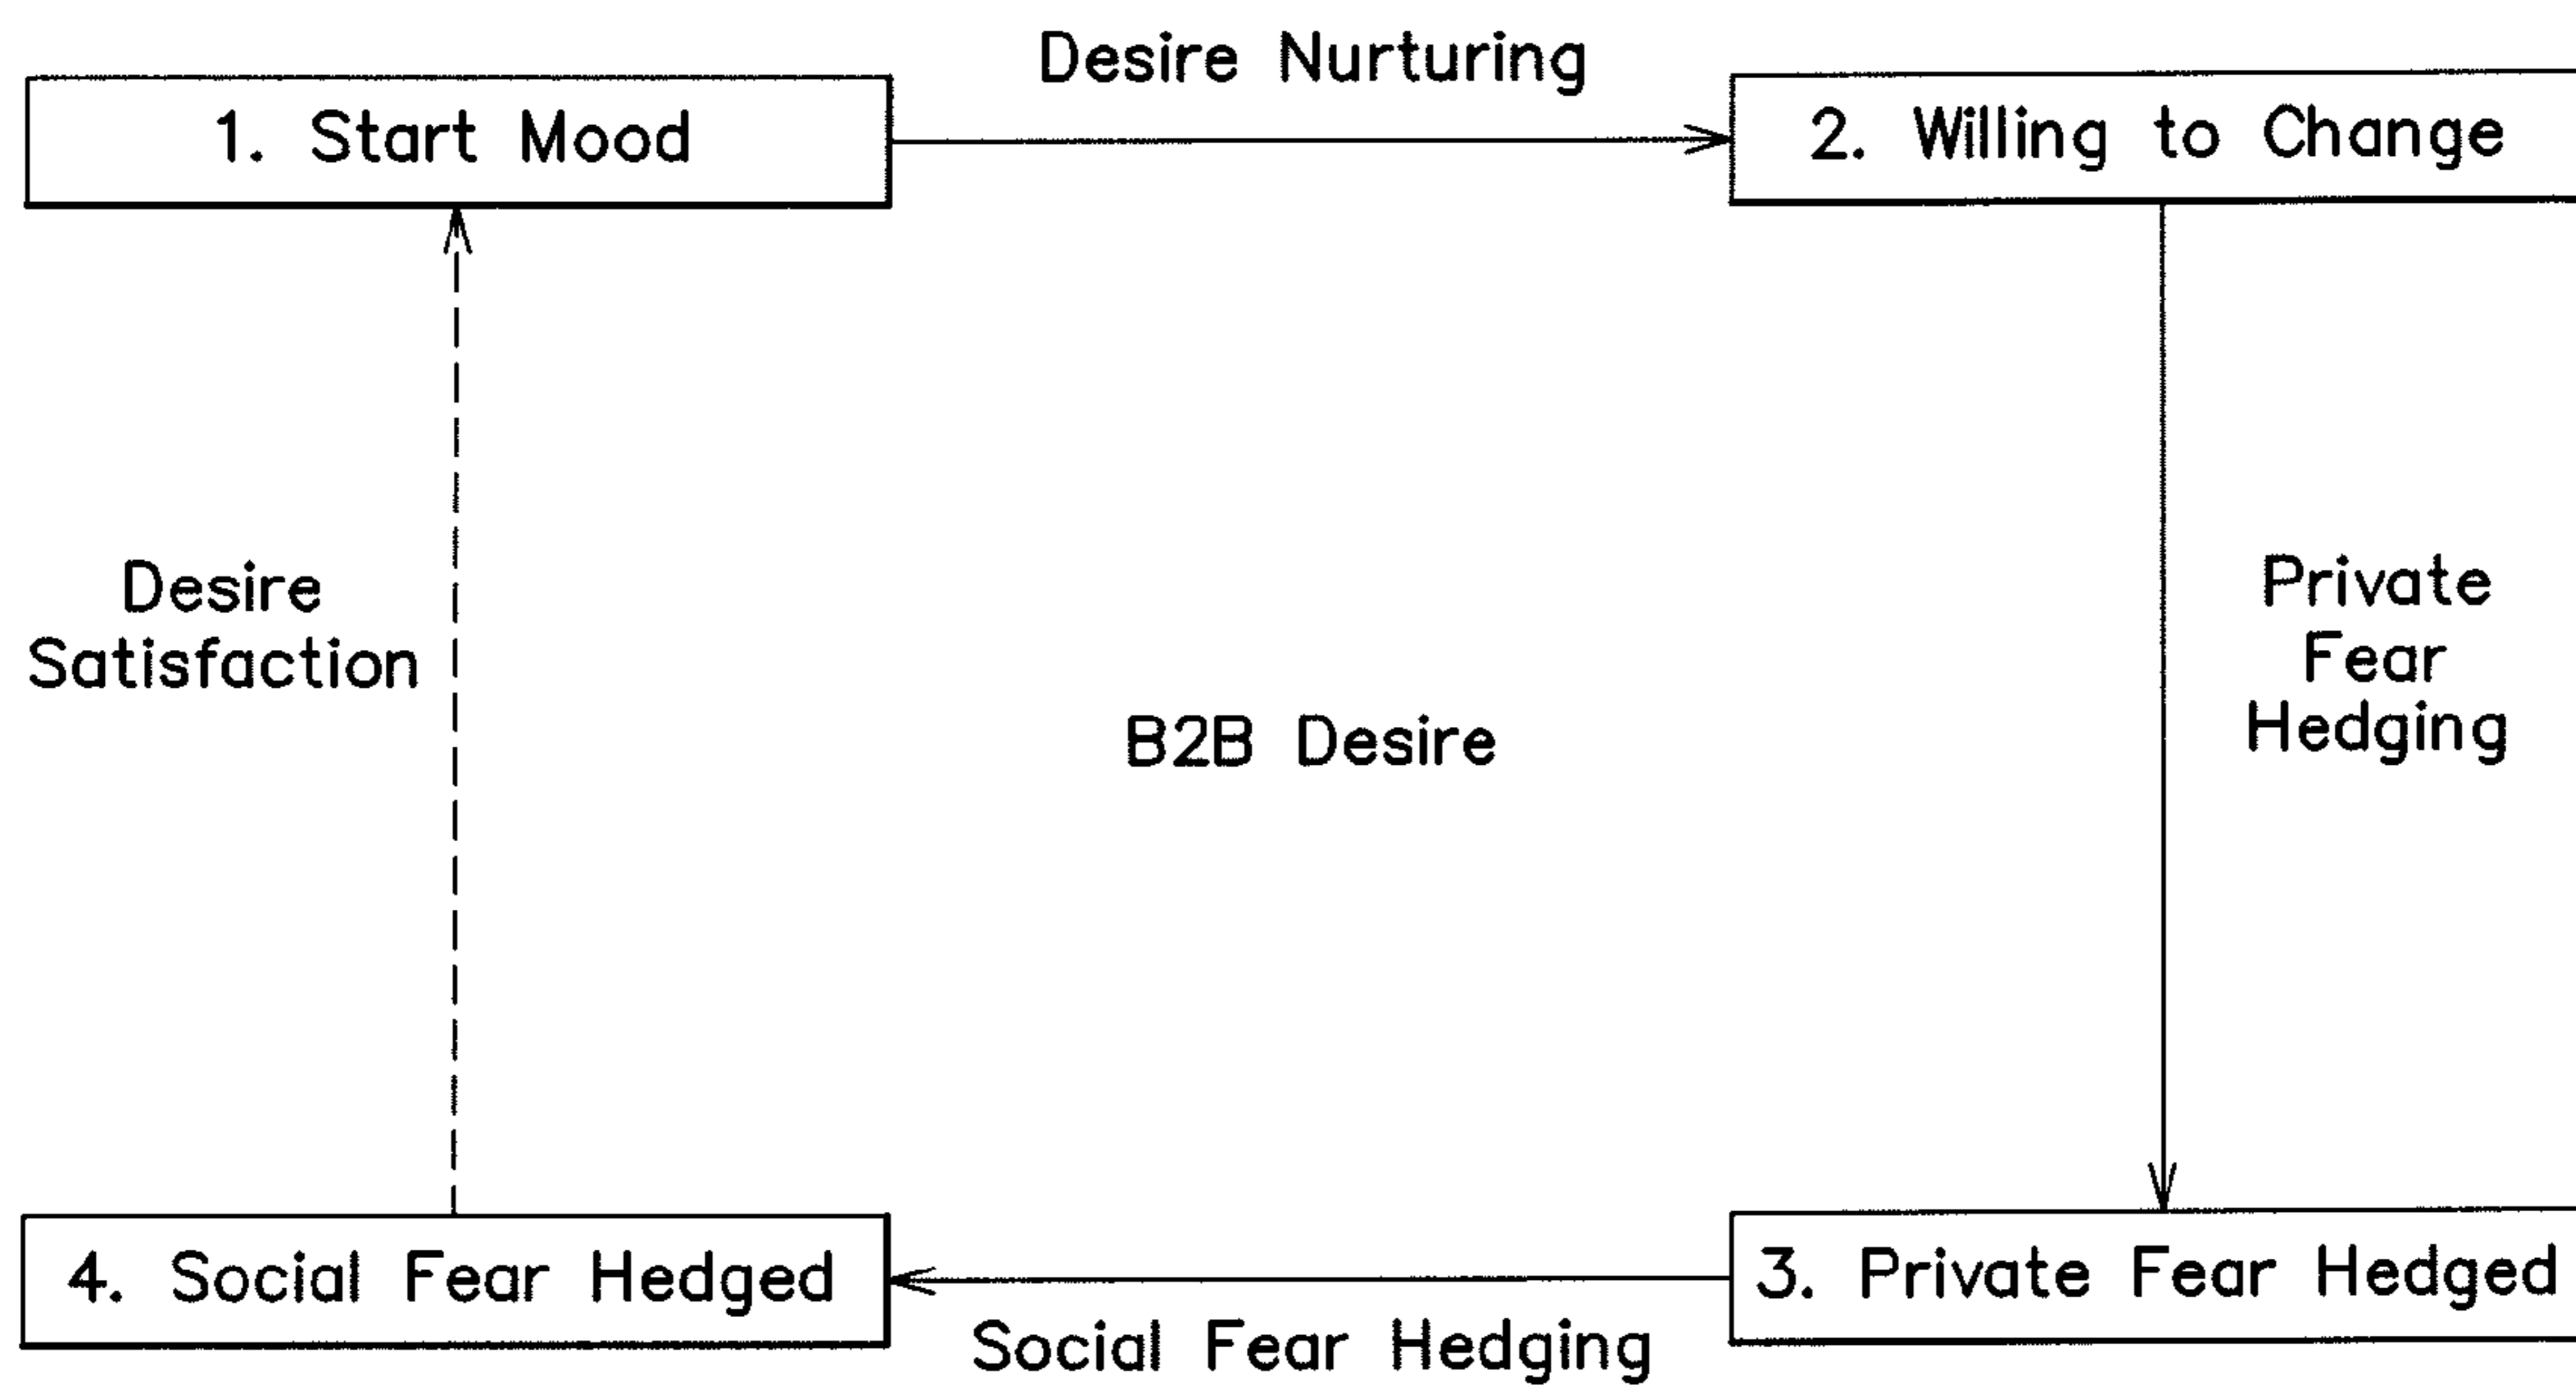 Desire Nurturing
1. Start Mood
2. Willing to Change
Desire
Satisfaction
Private
Fear
Hedging
B2B Desire
4. Social Fear Hedged
3. Private Fear Hedged
Social Fear Hedging